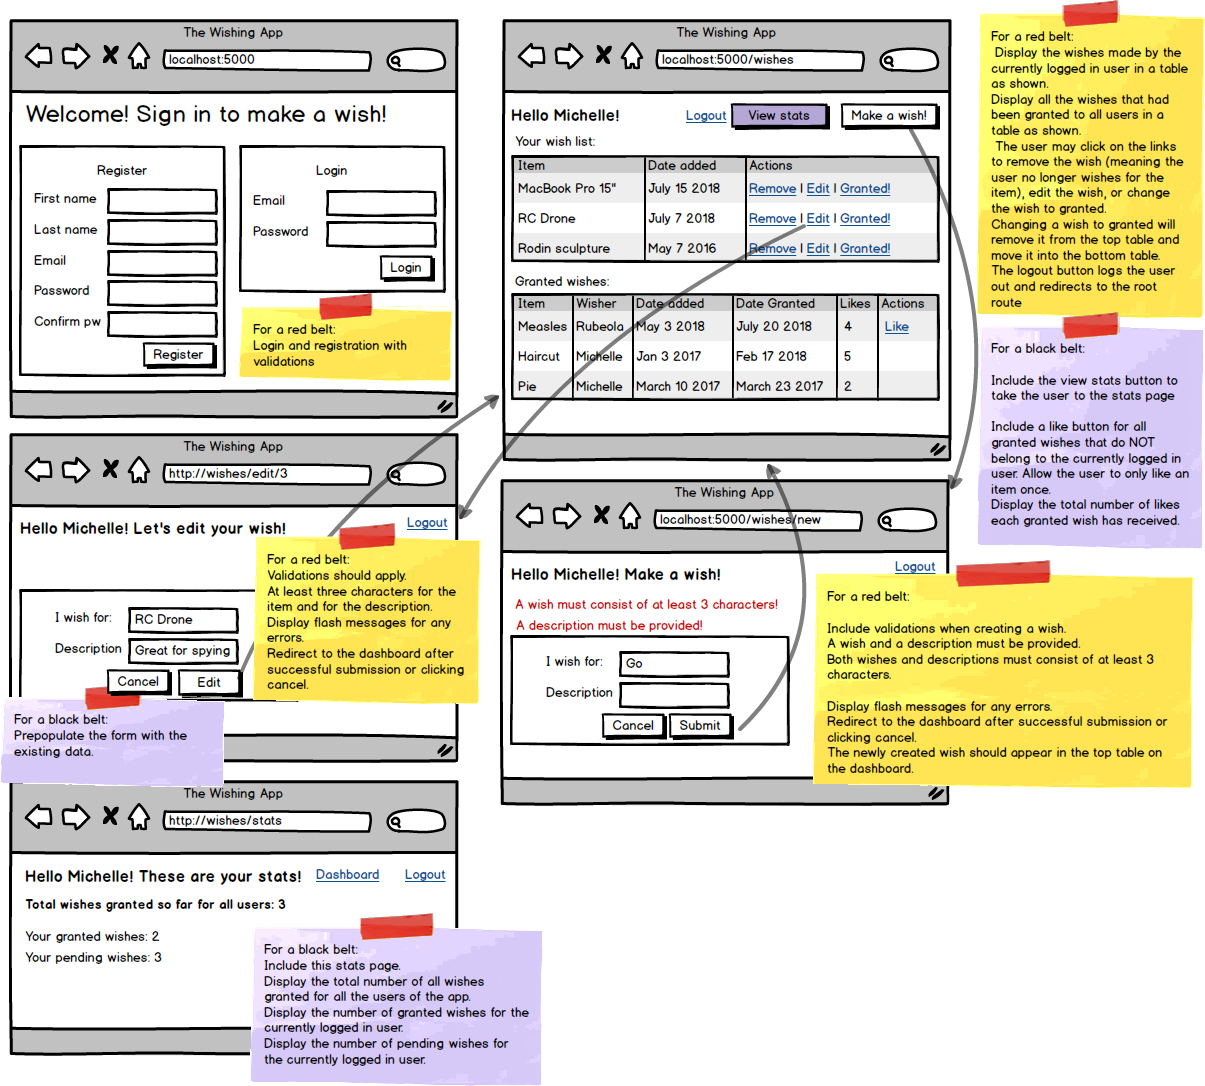 The Wishing App
localhost:5000
Welcome! Sign in to make a wish!
Register
First name
Last name
Email
Password
Confirm pw
Register
Login
Email
Password
Login
For a red belt:
Login and registration with
validations
The Wishing App
localhost:5000/wishes
Hello Michelle!
Logout
View stats
Make a wish!
Your wish list:
Item Date added Actions
MacBook Pro 15" July 15 2018 Remove | Edit | Granted!
RC Drone July 7 2018 Remove | Edit | Granted!
Rodin sculpture May 7 2016 Remove | Edit | Granted!
Granted wishes:
Item Wisher Date added Date Granted Likes Actions
Measles Rubeola May 3 2018 July 20 2018 4 Like
Haircut Michelle Jan 3 2017 Feb 17 2018 5
Pie Michelle March 10 2017 March 23 2017 2
For a red belt:
Display the wishes made by the
currently logged in user in a table
as shown.
Display all the wishes that had
been granted to all users in a
table as shown.
The user may click on the links
to remove the wish (meaning the
user no longer wishes for the
item), edit the wish, or change
the wish to granted.
Changing a wish to granted will
remove it from the top table and
move it into the bottom table.
The logout button logs the user
out and redirects to the root
route
For a black belt:
Include the view stats button to
take the user to the stats page
Include a like button for all
granted wishes that do NOT
belong to the currently logged in
user. Allow the user to only like an
item once.
Display the total number of likes
each granted wish has received.
The Wishing App
http://wishes/edit/3
Logout
Hello Michelle! Let's edit your wish!
I wish for: RC Drone
Description Great for spying
Cancel
Edit
For a red belt:
Validations should apply.
At least three characters for the
item and for the description.
Display flash messages for any
errors.
Redirect to the dashboard after
successful submission or clicking
cancel.
For a black belt:
Prepopulate the form with the
existing data.
The Wishing App
localhost:5000/wishes/new
Logout
Hello Michelle! Make a wish!
A wish must consist of at least 3 characters!
A description must be provided!
I wish for: Go
Description
Cancel
Submit
For a red belt:
Include validations when creating a wish.
A wish and a description must be provided.
Both wishes and descriptions must consist of at least 3
characters.
Display flash messages for any errors.
Redirect to the dashboard after successful submission or
clicking cancel.
The newly created wish should appear in the top table on
the dashboard.
The Wishing App
http://wishes/stats
Hello Michelle! These are your stats!
Dashboard
Logout
Total wishes granted so far for all users: 3
Your granted wishes: 2
Your pending wishes: 3
For a black belt:
Include this stats page.
Display the total number of all wishes
granted for all the users of the app.
Display the number of granted wishes for the
currently logged in user.
Display the number of pending wishes for
the currently logged in user.